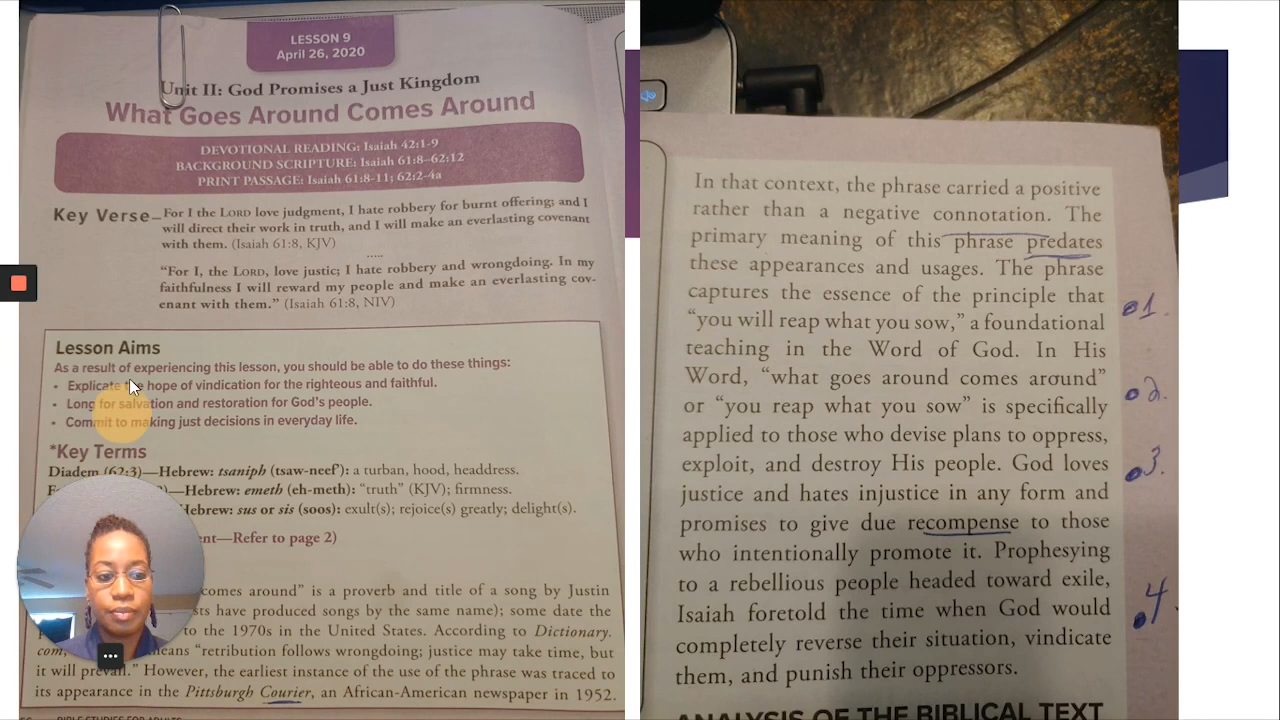 LESSON 9
April 26, 2020
Unit II: God Promises a Just Kingdom
What Goes Around Comes Around
DEVOTIONAL READING: Isaiah 42:1-9
BACKGROUND SCRIPTURE: Isaiah 61:8–62:12
PRINT PASSAGE: Isaiah 61:8-11; 62:2-4a
Key Verse—For I the LORD love judgment, I hate robbery for burnt offering; and I
will direct their work in truth, and I will make an everlasting covenant
with them. (Isaiah 61:8, KJV)
.....
“For I, the LORD, love justic; I hate robbery and wrongdoing. In my
faithfulness I will reward my people and make an everlasting cov-
enant with them.” (Isaiah 61:8, NIV)
Lesson Aims
As a result of experiencing this lesson, you should be able to do these things:
• Explicate the hope of vindication for the righteous and faithful.
• Long for salvation and restoration for God’s people.
• Commit to making just decisions in everyday life.
*Key Terms
Diadem (62:3)—Hebrew: tsaniph (tsaw-neef’): a turban, hood, headdress.
—Hebrew: emeth (eh-meth): “truth” (KJV); firmness.
Hebrew: sus or sis (soos): exult(s); rejoice(s) greatly; delight(s).
—Refer to page 2)
comes around” is a proverb and title of a song by Justin
have produced songs by the same name); some date the
to the 1970s in the United States. According to Dictionary.
com, “retribution follows wrongdoing; justice may take time, but
it will prevail.” However, the earliest instance of the use of the phrase was traced to
its appearance in the Pittsburgh Courier, an African-American newspaper in 1952.
BIBLE STUDIES FOR ADULTS
In that context, the phrase carried a positive
rather than a negative connotation. The
primary meaning of this phrase predates
these appearances and usages. The phrase
captures the essence of the principle that
“you will reap what you sow,” a foundational
teaching in the Word of God. In His
Word, “what goes around comes around”
or “you reap what you sow” is specifically
applied to those who devise plans to oppress,
exploit, and destroy His people. God loves
justice and hates injustice in any form and
promises to give due recompense to those
who intentionally promote it. Prophesying
to a rebellious people headed toward exile,
Isaiah foretold the time when God would
completely reverse their situation, vindicate
them, and punish their oppressors.
ANALYSIS OF THE BIBLICAL TEXT
1.
2.
3.
4